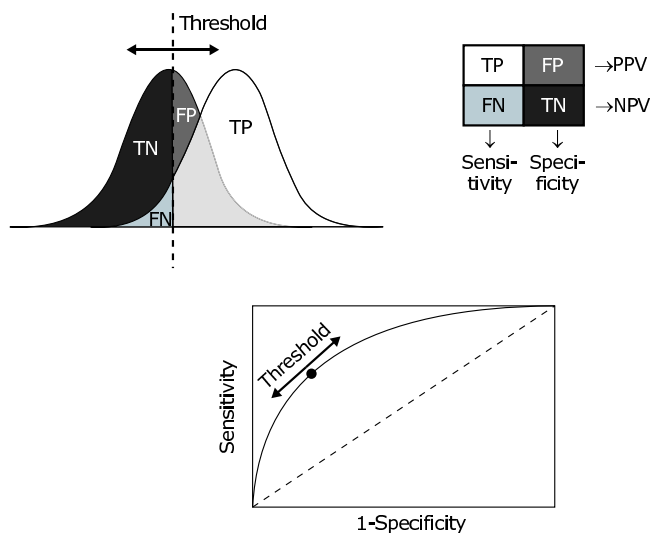 Threshold
TN
FP
TP
FN
TP FP →PPV
FN TN →NPV
↓ ↓
Sensi- Speci-
tivity ficity
Threshold
Sensitivity
1-Specificity